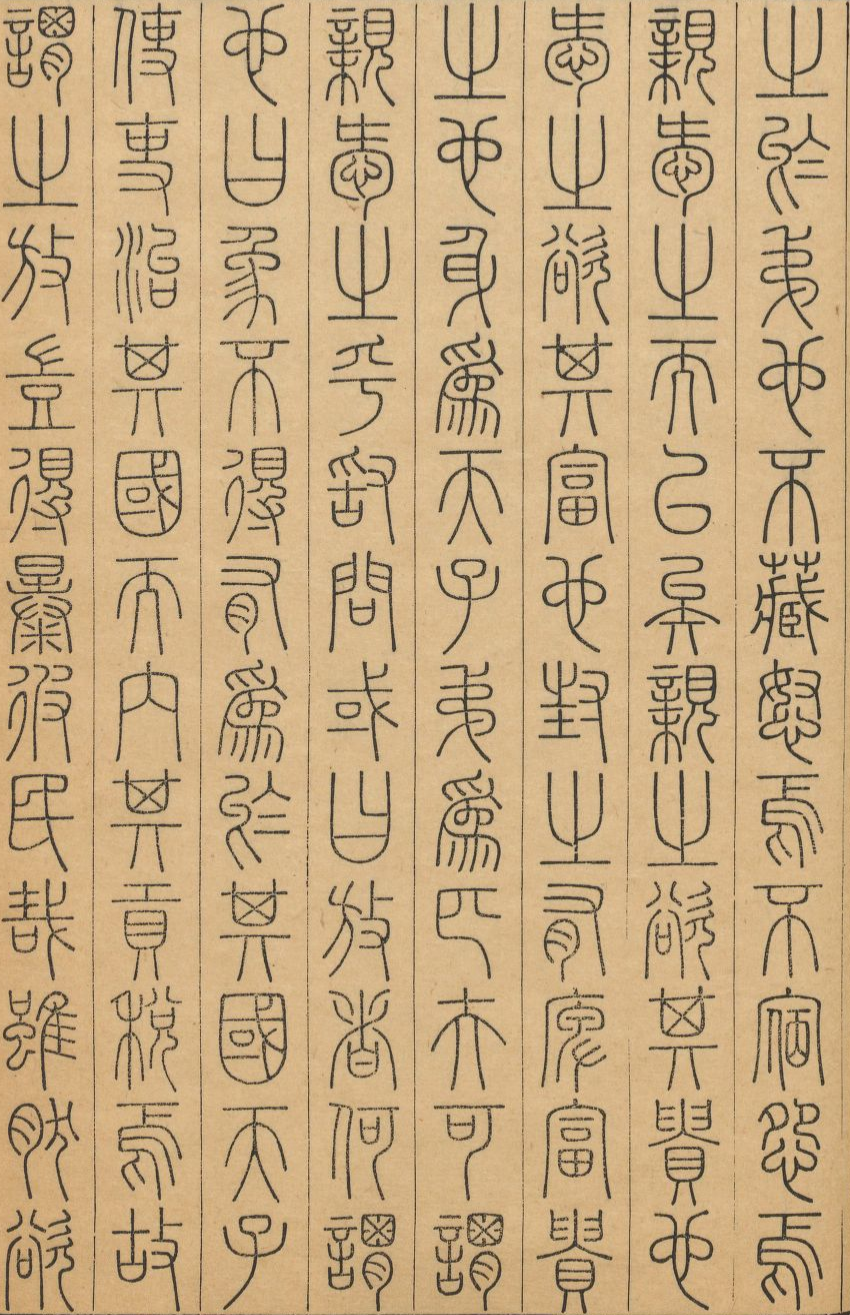 之於弟也不藏怒焉不宿怨焉
親愛之而已矣親之欲其貴也
愛之欲其富也封之有庳富貴
之也身爲天子弟爲匹夫可謂
親愛之乎敢問或曰放者何謂
也曰象不得有爲於其國天子
使吏治其國而內其貢稅焉故
謂之放豈得暴彼民哉雖然欲